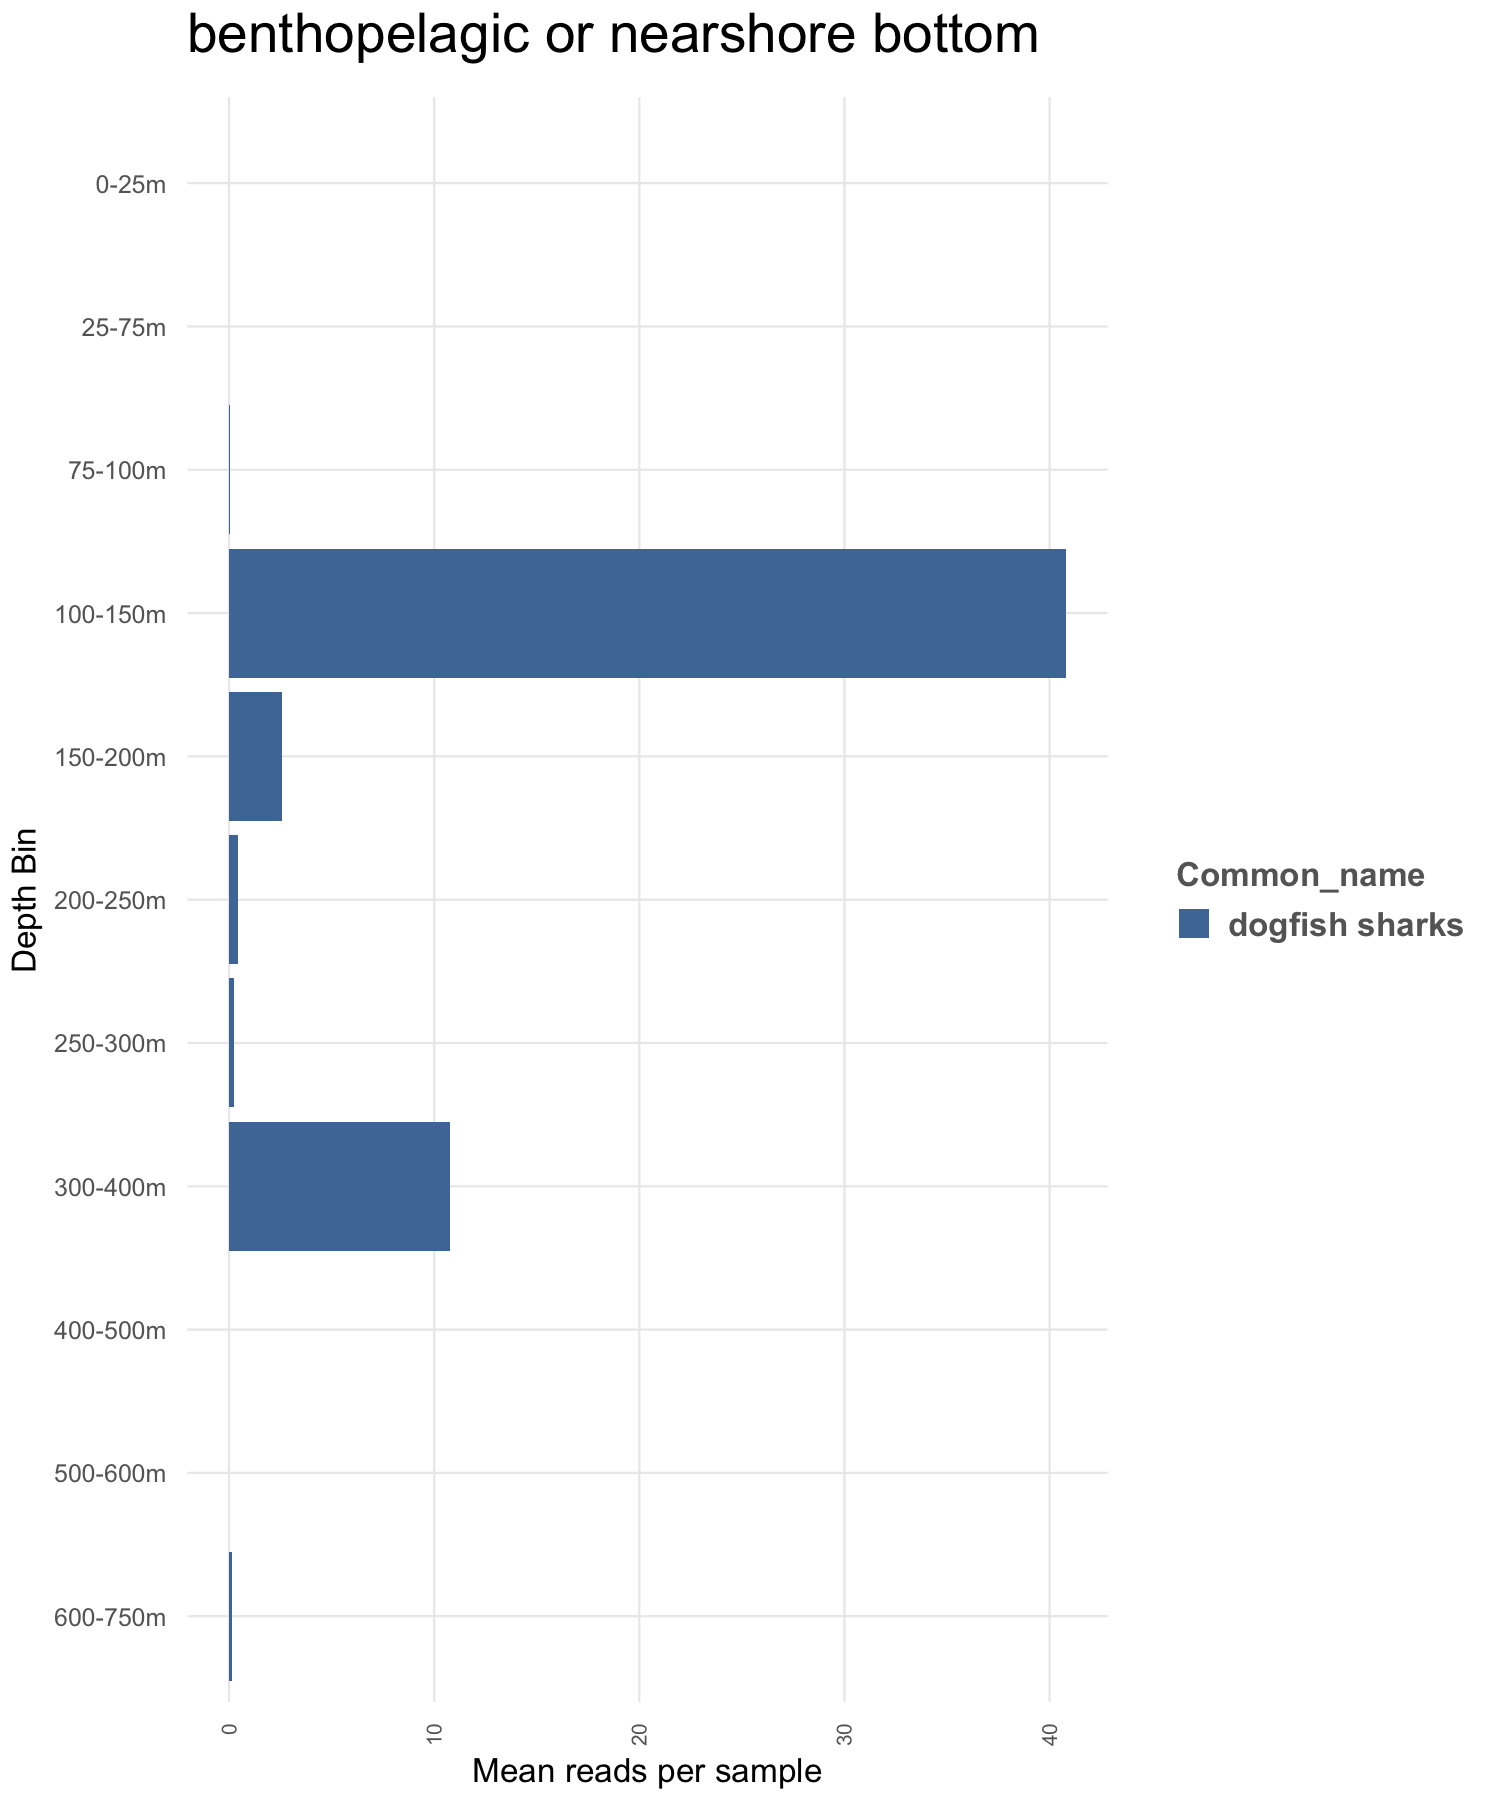 benthopelagic or nearshore bottom
0-25m
25-75m
75-100m
100-150m
150-200m
200-250m
250-300m
300-400m
400-500m
500-600m
600-750m
Depth Bin
0
10
20
30
40
Mean reads per sample
Common_name
dogfish sharks